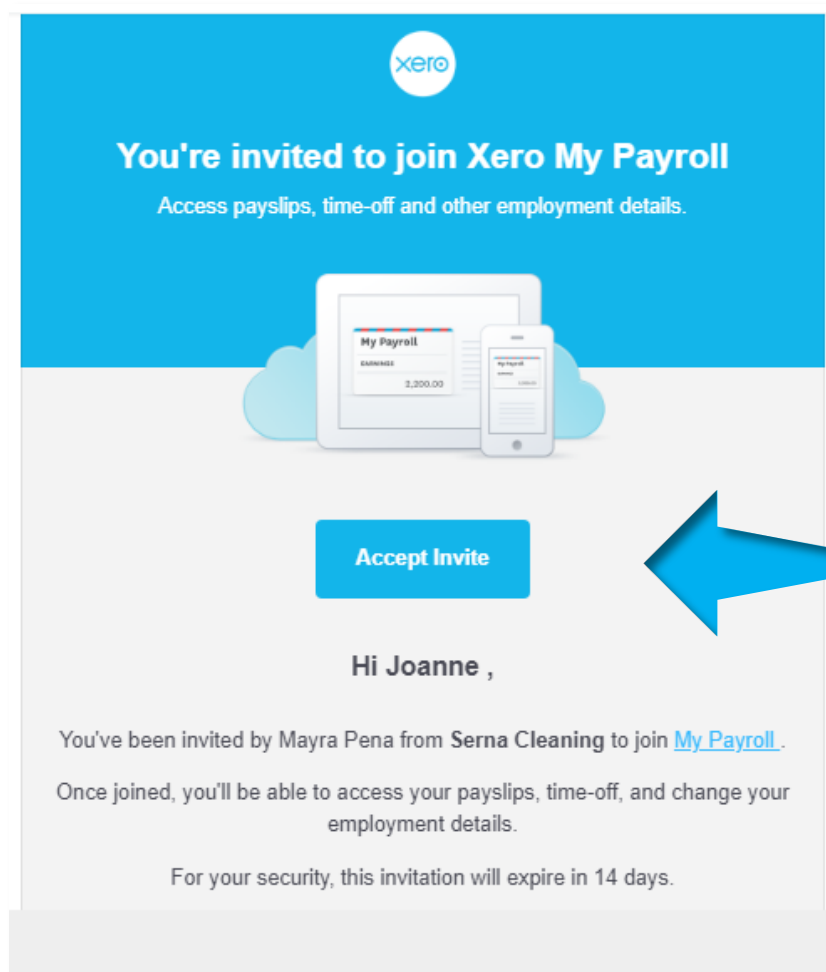 xero
You're invited to join Xero My Payroll
Access payslips, time-off and other employment details.
My Payroll
EARNINGS
2,200.00
My Payroll
Accept Invite
Hi Joanne ,
You've been invited by Mayra Pena from Serna Cleaning to join My Payroll .
Once joined, you'll be able to access your payslips, time-off, and change your
employment details.
For your security, this invitation will expire in 14 days.